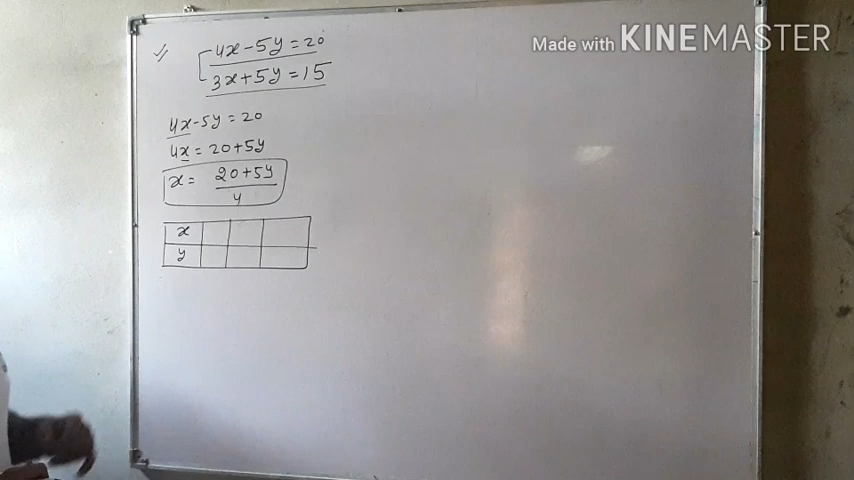 4x-5y=20
3x+5y=15
4x-5y=20
4x=20+5y
x=20+5y/4
x
y
Made with KINEMASTER